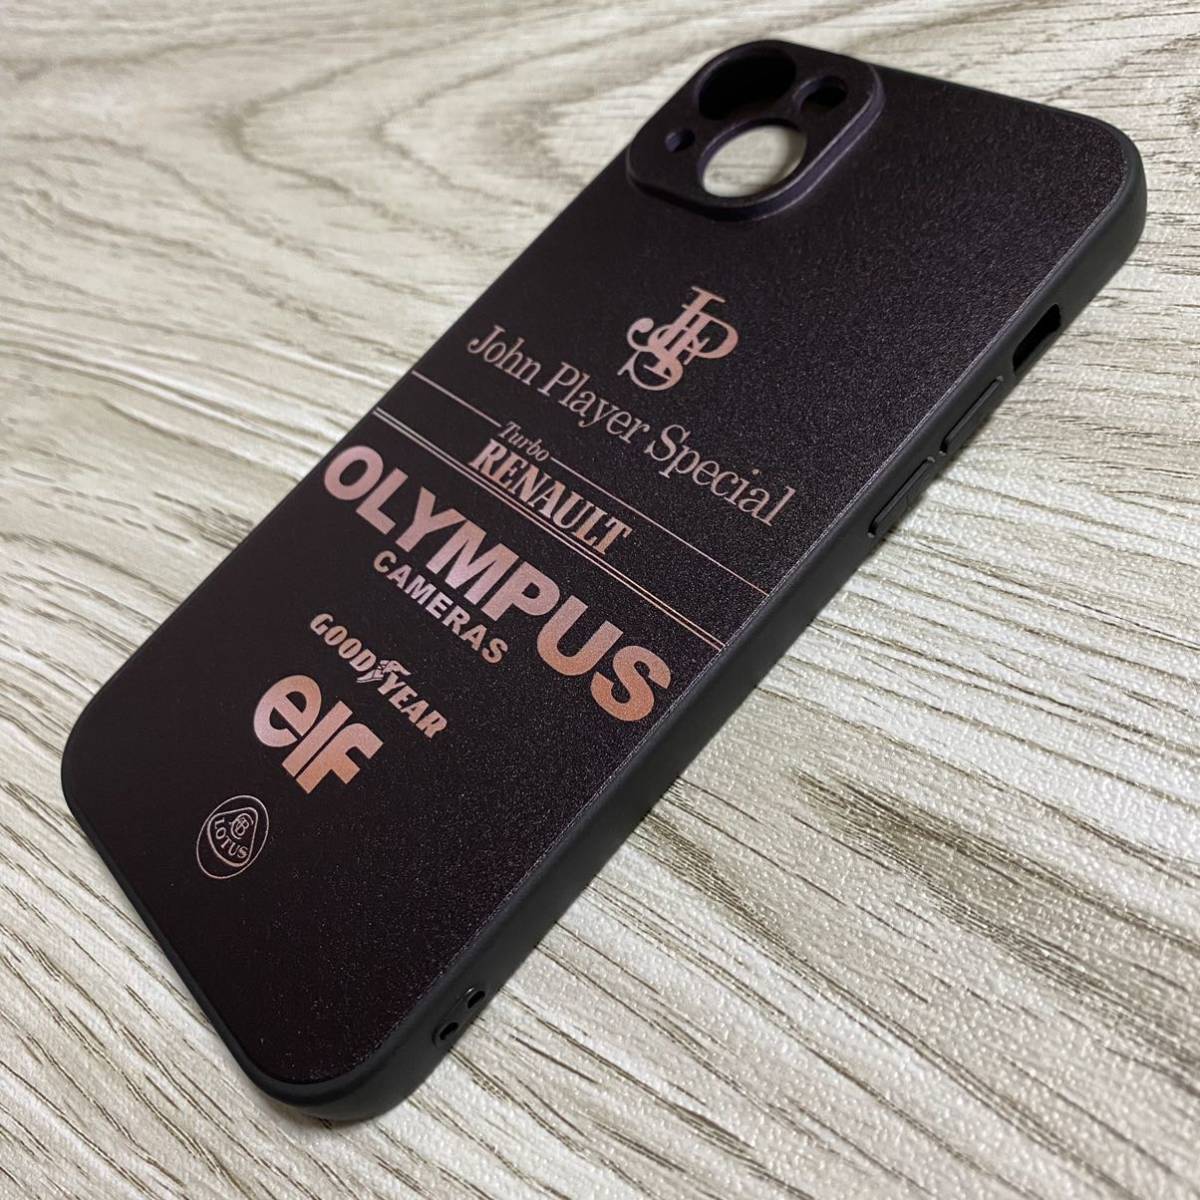 JPS
John Player Special
Turbo
RENAULT
OLYMPUS
CAMERAS
GOODYEAR
elf
LOTUS